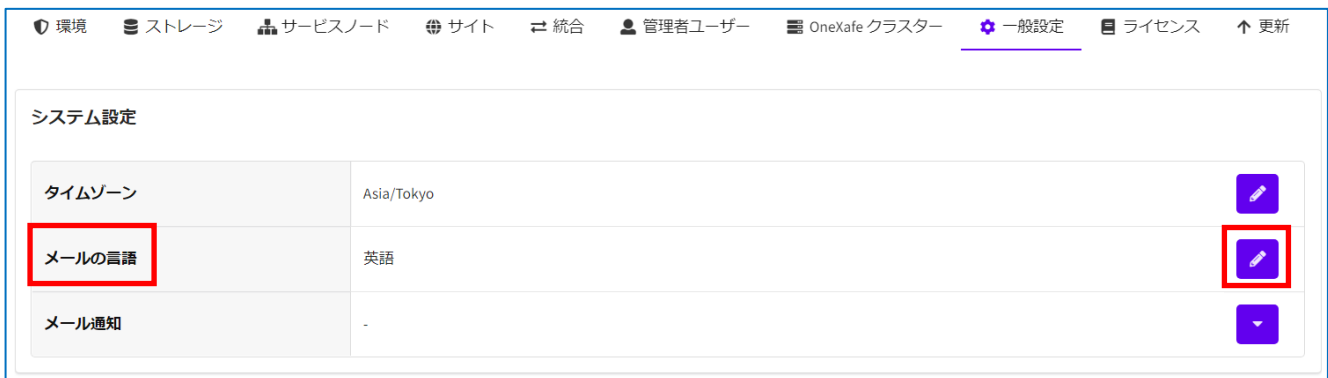 環境 ストレージ サービスノード サイト 統合 管理者ユーザー OneXafe クラスター 一般設定 ライセンス 更新
システム設定
タイムゾーン Asia/Tokyo
メールの言語 英語
メール通知 -